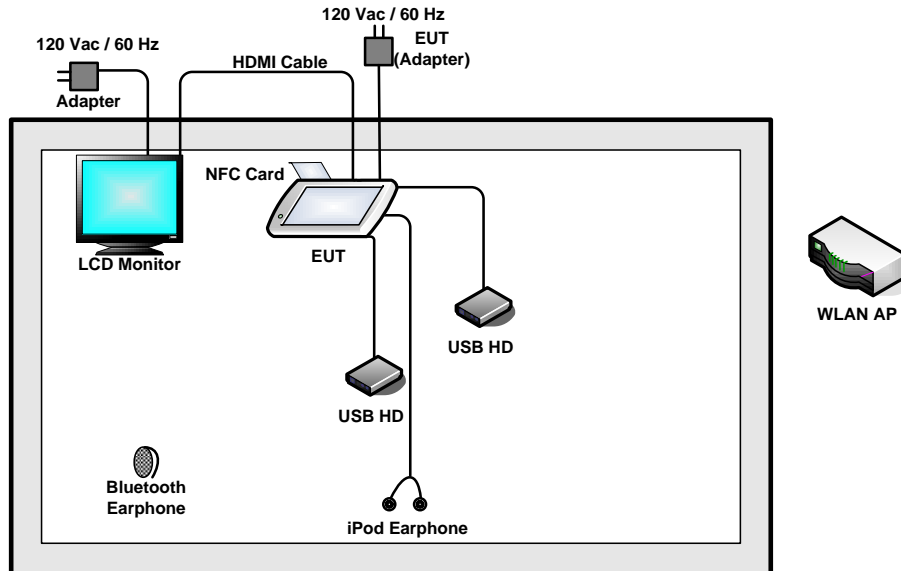 120 Vac / 60 Hz
EUT
(Adapter)
120 Vac / 60 Hz
HDMI Cable
Adapter
NFC Card
LCD Monitor
EUT
WLAN AP
USB HD
USB HD
Bluetooth
Earphone
iPod Earphone